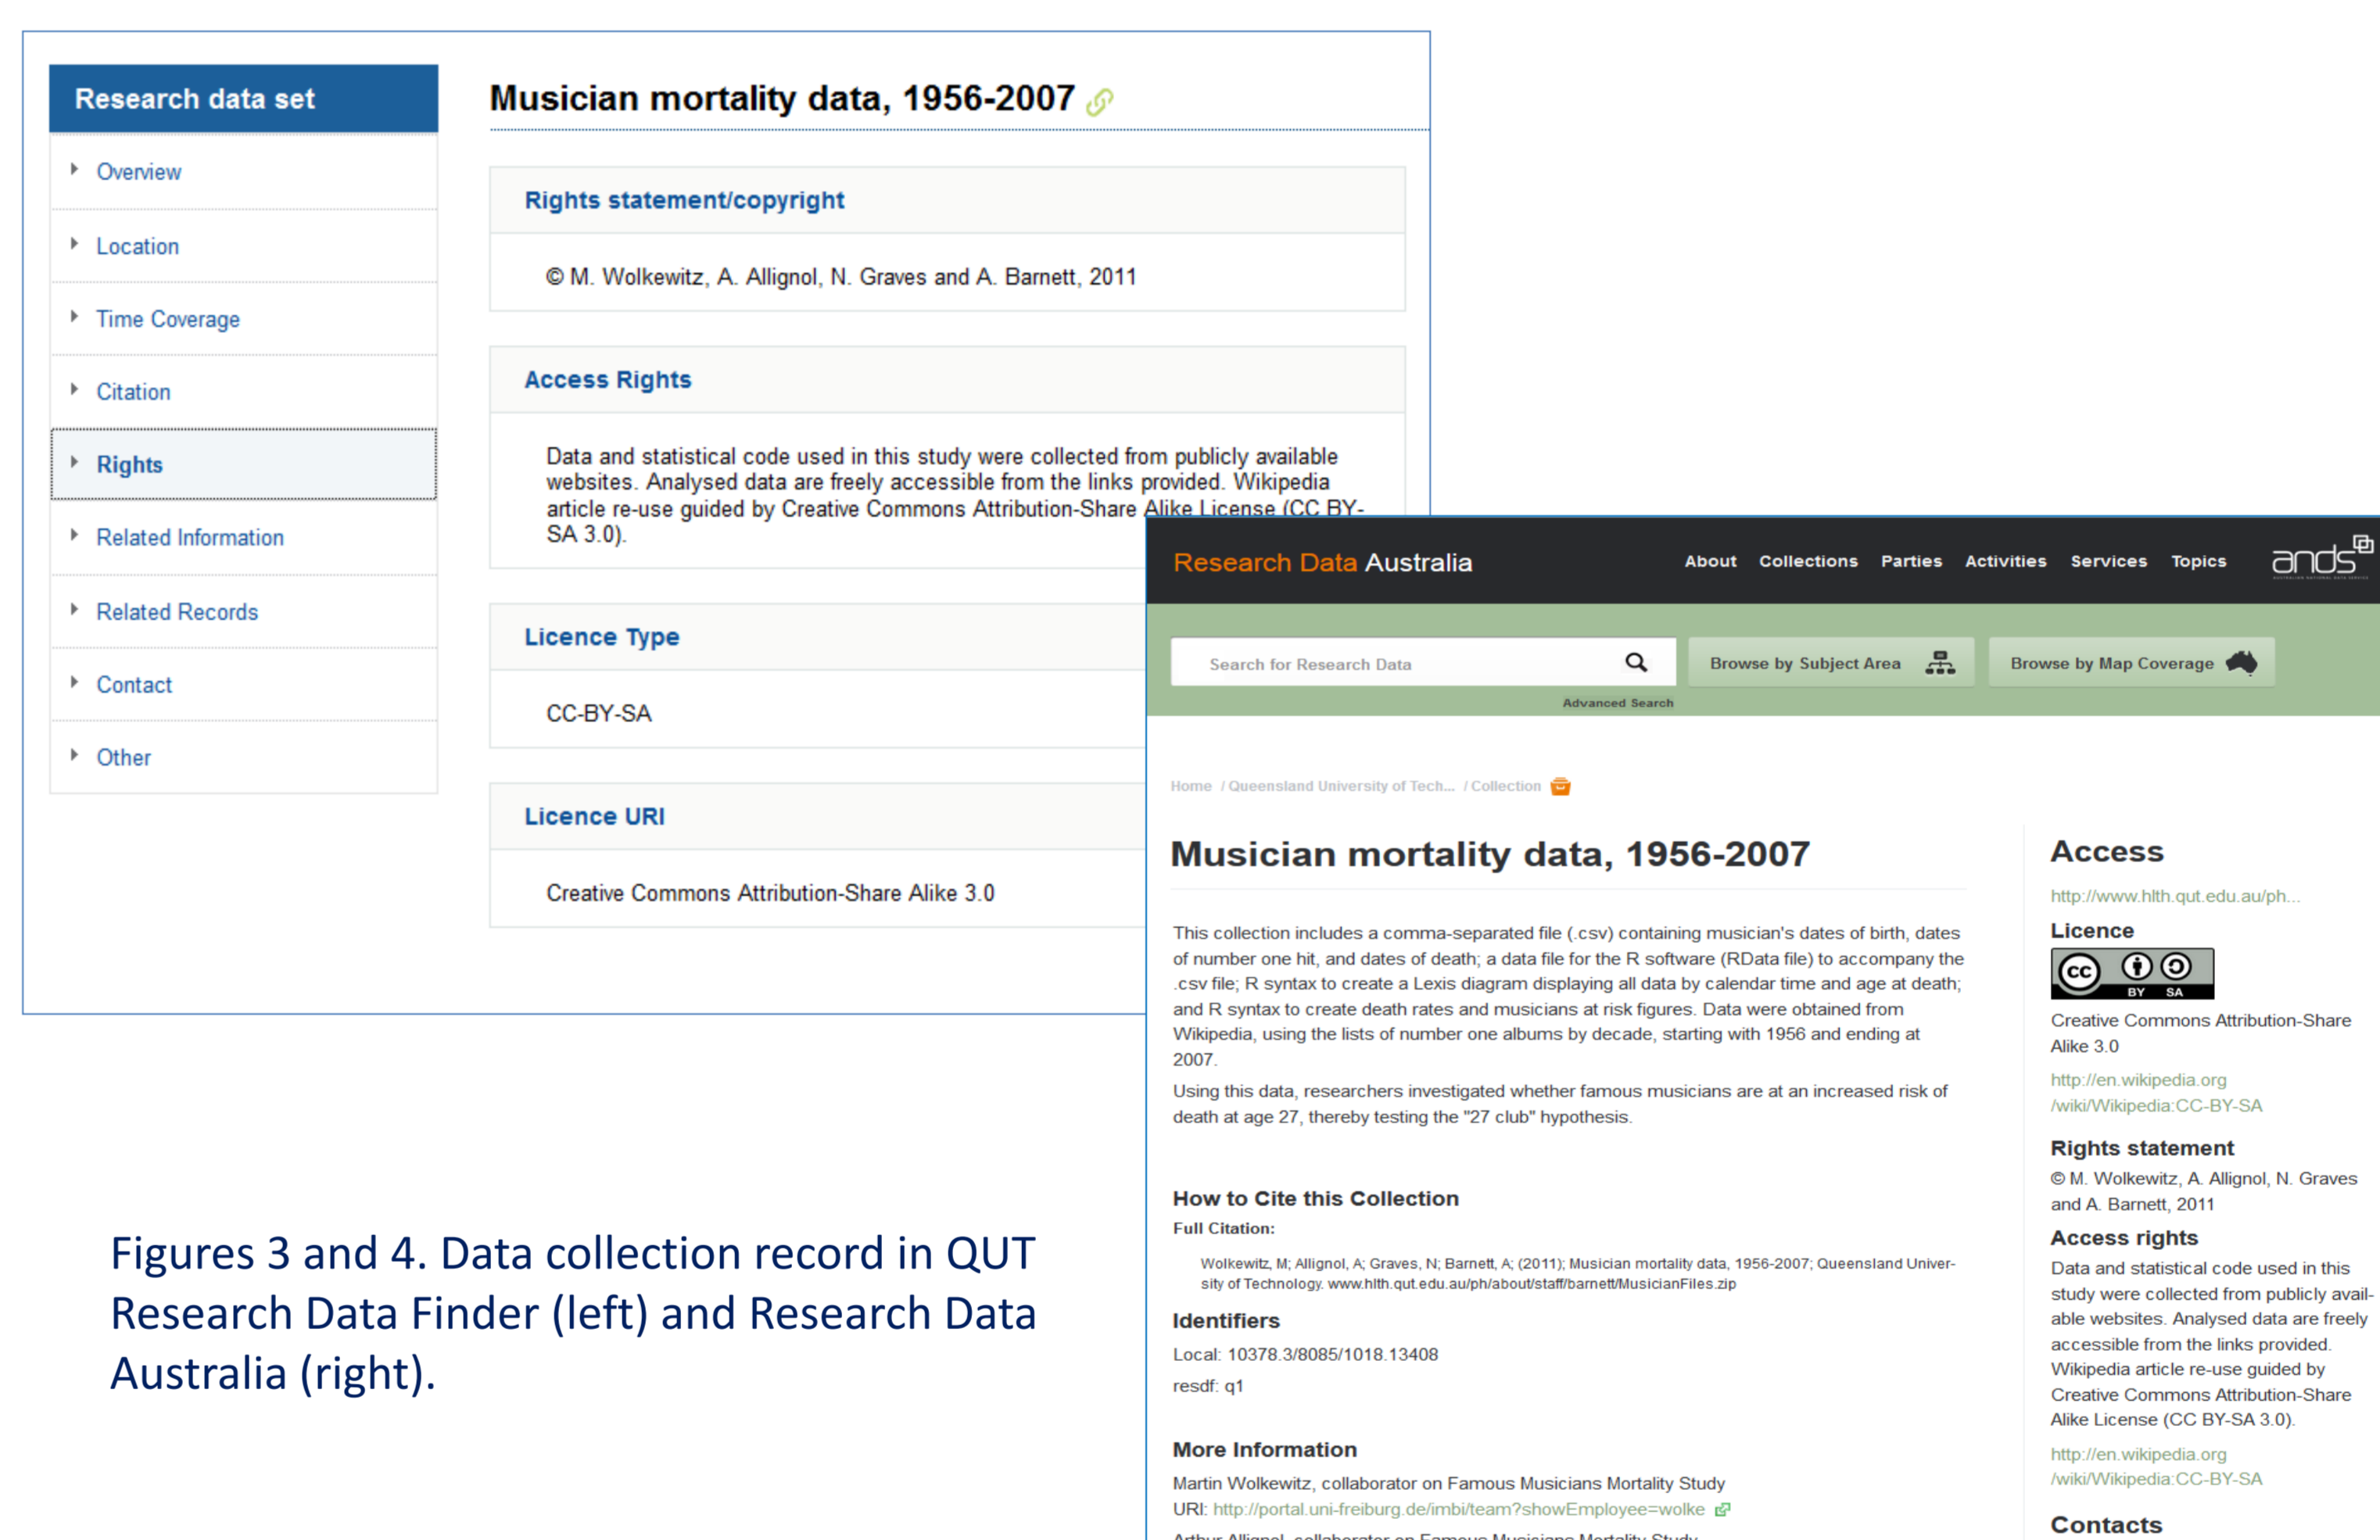 Research data set
Overview
Location
Time Coverage
Citation
Rights
Related Information
Related Records
Contact
Other
Musician mortality data, 1956-2007
Rights statement/copyright
© M. Wolkewitz, A. Allignol, N. Graves and A. Barnett, 2011
Access Rights
Data and statistical code used in this study were collected from publicly available
websites. Analysed data are freely accessible from the links provided. Wikipedia
article re-use guided by Creative Commons Attribution-Share Alike License (CC BY-
SA 3.0).
Licence Type
CC-BY-SA
Licence URI
Creative Commons Attribution-Share Alike 3.0
Figures 3 and 4. Data collection record in QUT
Research Data Finder (left) and Research Data
Australia (right).
Research Data Australia
About Collections Parties Activities Services Topics
ands
AUSTRALIAN NATIONAL DATA SERVICE
Search for Research Data
Browse by Subject Area
Browse by Map Coverage
Advanced Search
Home / Queensland University of Tech... / Collection
Musician mortality data, 1956-2007
This collection includes a comma-separated file (.csv) containing musician's dates of birth, dates
of number one hit, and dates of death; a data file for the R software (RData file) to accompany the
.csv file; R syntax to create a Lexis diagram displaying all data by calendar time and age at death;
and R syntax to create death rates and musicians at risk figures. Data were obtained from
Wikipedia, using the lists of number one albums by decade, starting with 1956 and ending at
2007.
Using this data, researchers investigated whether famous musicians are at an increased risk of
death at age 27, thereby testing the "27 club" hypothesis.
How to Cite this Collection
Full Citation:
Wolkewitz, M; Allignol, A; Graves, N; Barnett, A; (2011); Musician mortality data, 1956-2007; Queensland Univer-
sity of Technology. www.hlth.qut.edu.au/ph/about/staff/barnett/MusicianFiles.zip
Identifiers
Local: 10378.3/8085/1018.13408
resdf: q1
More Information
Martin Wolkewitz, collaborator on Famous Musicians Mortality Study
URI: http://portal.uni-freiburg.de/imbi/team?showEmployee=wolke
Arthur Allignol, collaborator on Famous Musicians Mortality Study
Access
http://www.hlth.qut.edu.au/ph...
Licence
cc BY SA
Creative Commons Attribution-Share
Alike 3.0
http://en.wikipedia.org
/wiki/Wikipedia:CC-BY-SA
Rights statement
© M. Wolkewitz, A. Allignol, N. Graves
and A. Barnett, 2011
Access rights
Data and statistical code used in this
study were collected from publicly avail-
able websites. Analysed data are freely
accessible from the links provided.
Wikipedia article re-use guided by
Creative Commons Attribution-Share
Alike License (CC BY-SA 3.0).
http://en.wikipedia.org
/wiki/Wikipedia:CC-BY-SA
Contacts